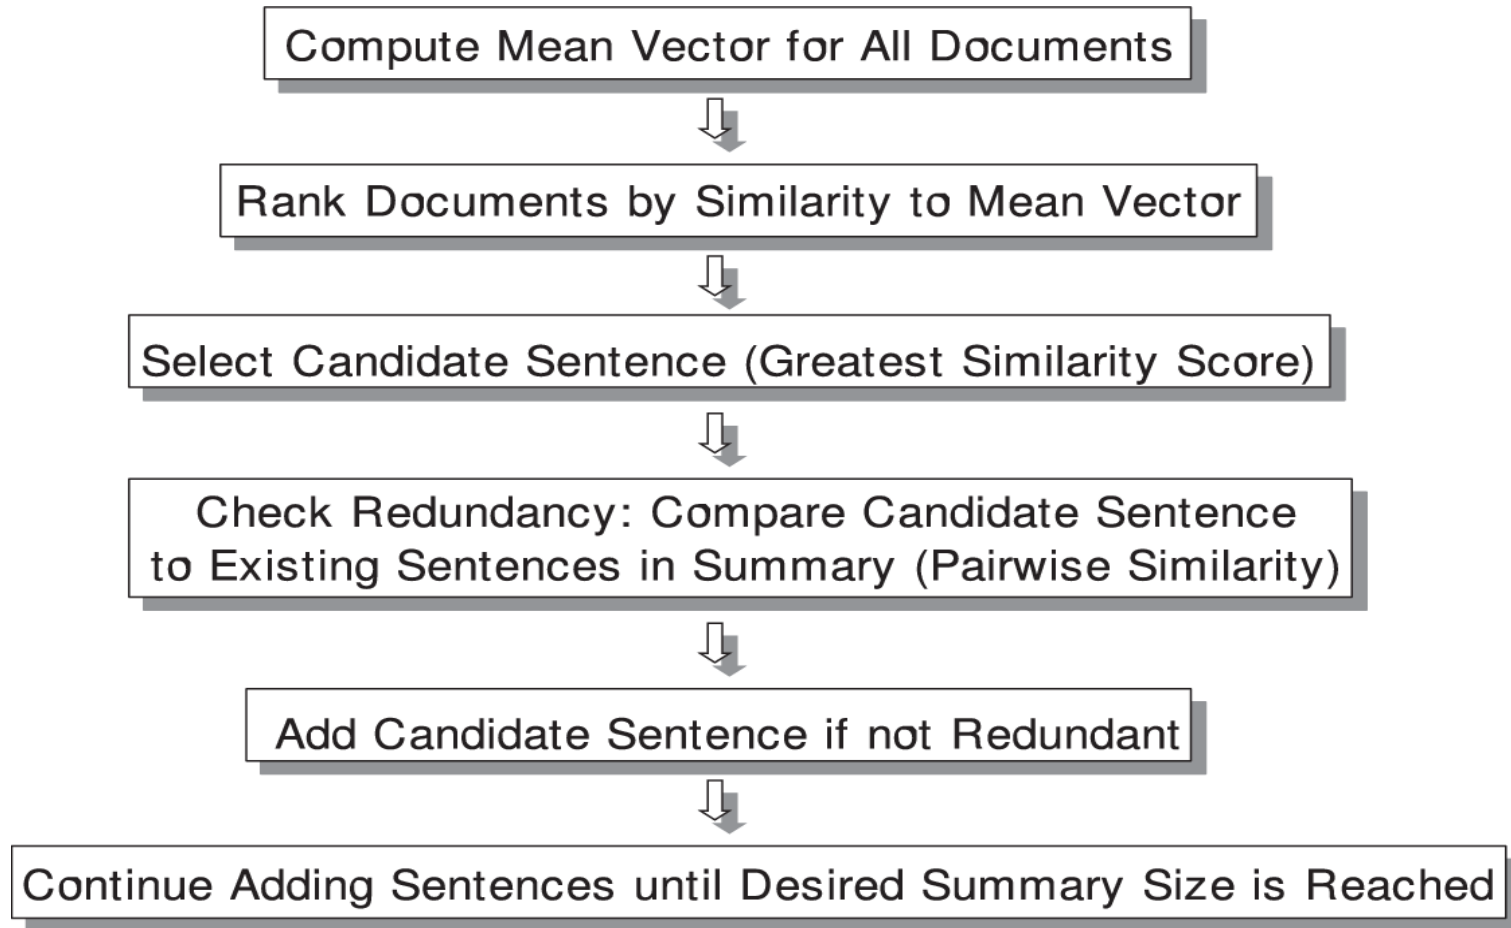 Compute Mean Vector for All Documents
Rank Documents by Similarity to Mean Vector
Select Candidate Sentence (Greatest Similarity Score)
Check Redundancy: Compare Candidate Sentence
to Existing Sentences in Summary (Pairwise Similarity)
Add Candidate Sentence if not Redundant
Continue Adding Sentences until Desired Summary Size is Reached